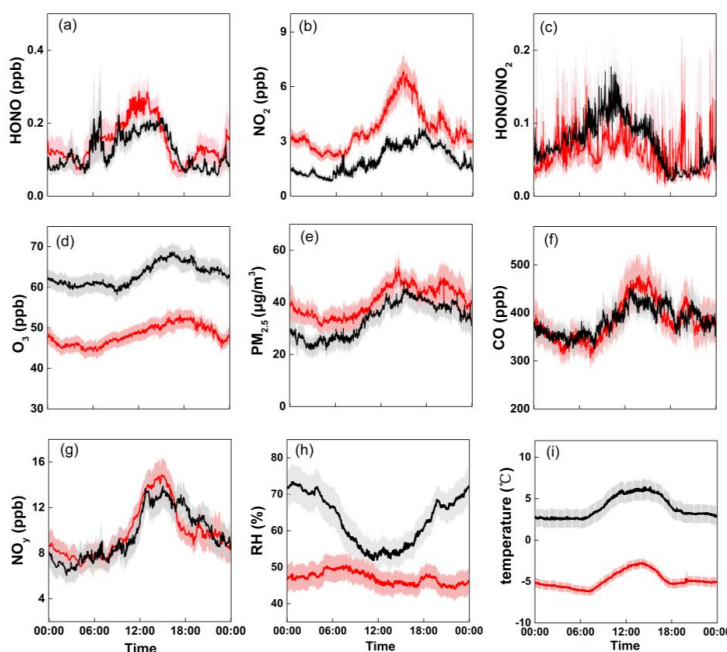 (a)
HONO (ppb)
0.4
0.2
0.0
(b)
NO₂ (ppb)
9
6
3
0
(c)
HONO/NO₂
0.2
0.1
0.0
(d)
O₃ (ppb)
70
60
50
40
30
(e)
PM₂.₅ (μg/m³)
80
60
40
20
0
(f)
CO (ppb)
500
400
300
200
(g)
NOy (ppb)
16
12
8
4
00:00 06:00 12:00 18:00 00:00
Time
(h)
RH (%)
80
70
60
50
40
00:00 06:00 12:00 18:00 00:00
Time
(i)
temperature (℃)
10
5
0
-5
-10
00:00 06:00 12:00 18:00 00:00
Time